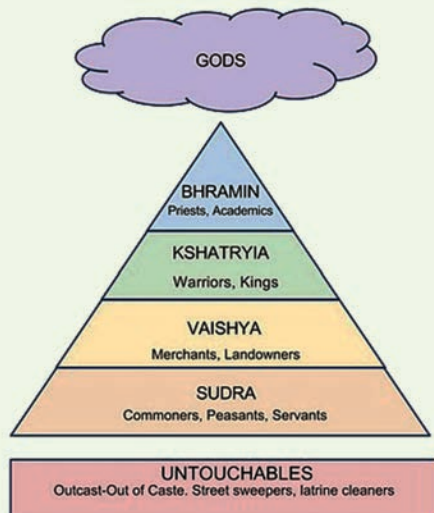 GODS
BHRAMIN
Priests, Academics
KSHATRYIA
Warriors, Kings
VAISHYA
Merchants, Landowners
SUDRA
Commoners, Peasants, Servants
UNTOUCHABLES
Outcast-Out of Caste. Street sweepers, latrine cleaners